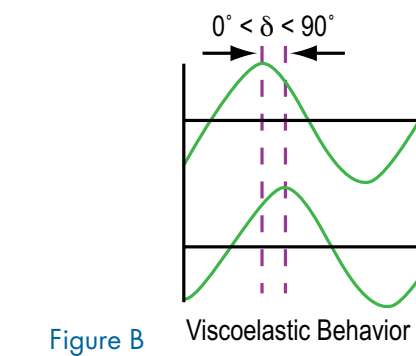 0° < δ < 90°
Figure B
Viscoelastic Behavior